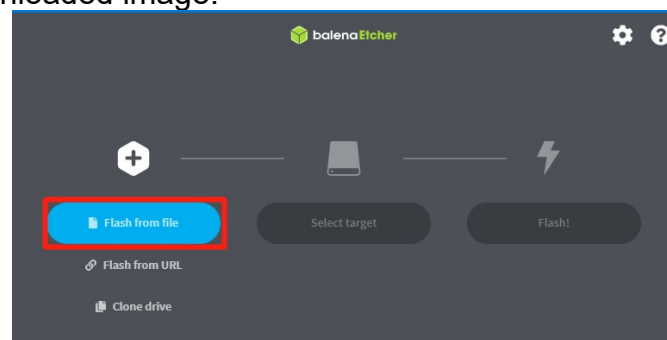 balenaEtcher
Flash from file
Select target
Flash!
Flash from URL
Clone drive